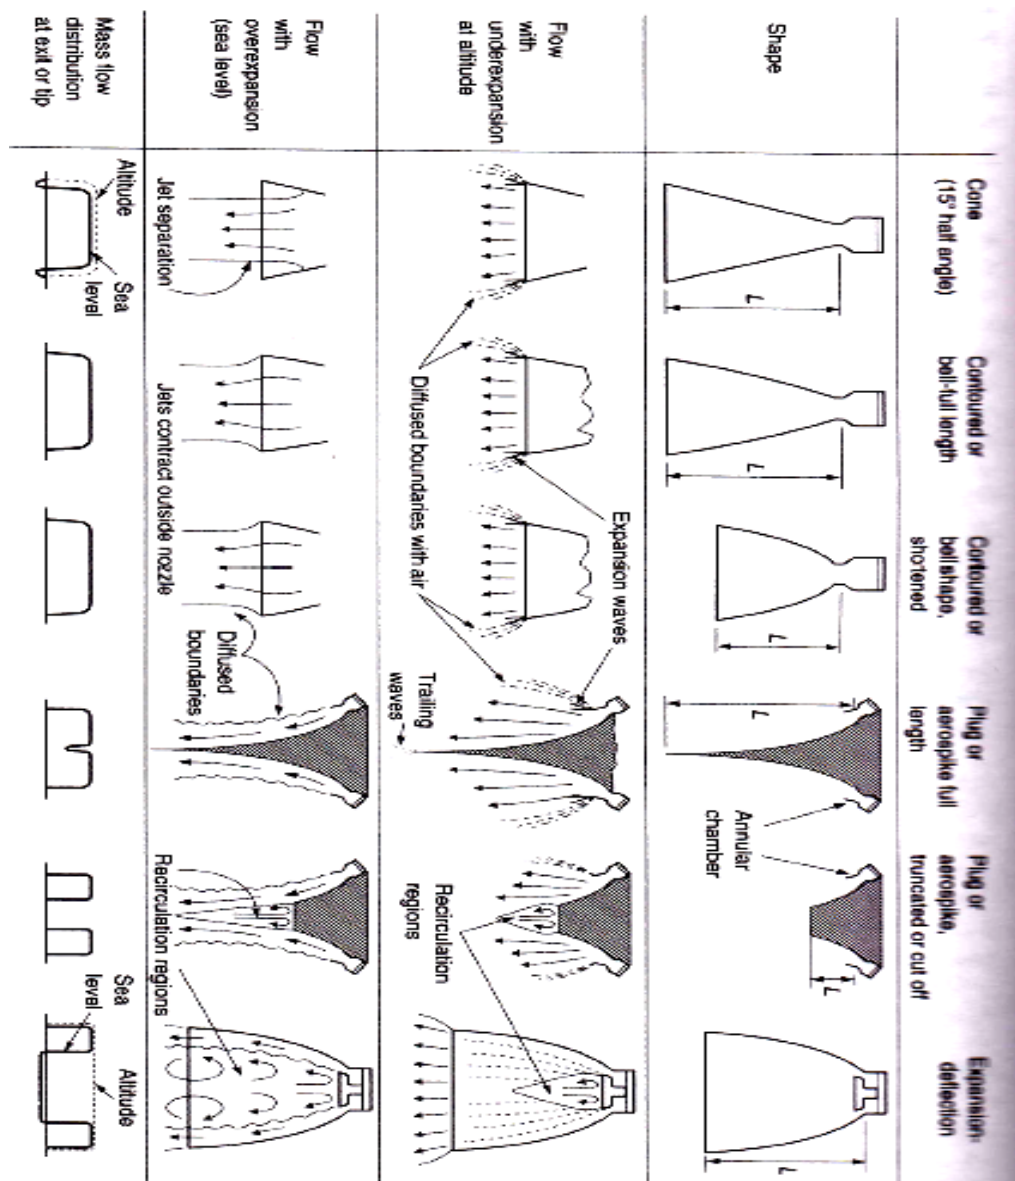 Cone
(15° half angle)
Contoured or
bell-full length
Contoured or
bell shape,
shortened
Plug or
aerospike full
length
Plug or
aerospike,
truncated or cut off
Expansion-
deflection
Shape
L
L
L
L
Annular
chamber
L
L
Flow
with
underexpansion
at altitude
Diffused boundaries with air
Expansion waves
Trailing
waves
Recirculation
regions
Flow
with
overexpansion
(sea level)
Jet separation
Jets contract outside nozzle
Diffused
boundaries
Recirculation regions
Mass flow
distribution
at exit or tip
Altitude
Sea
level
Sea
level
Altitude